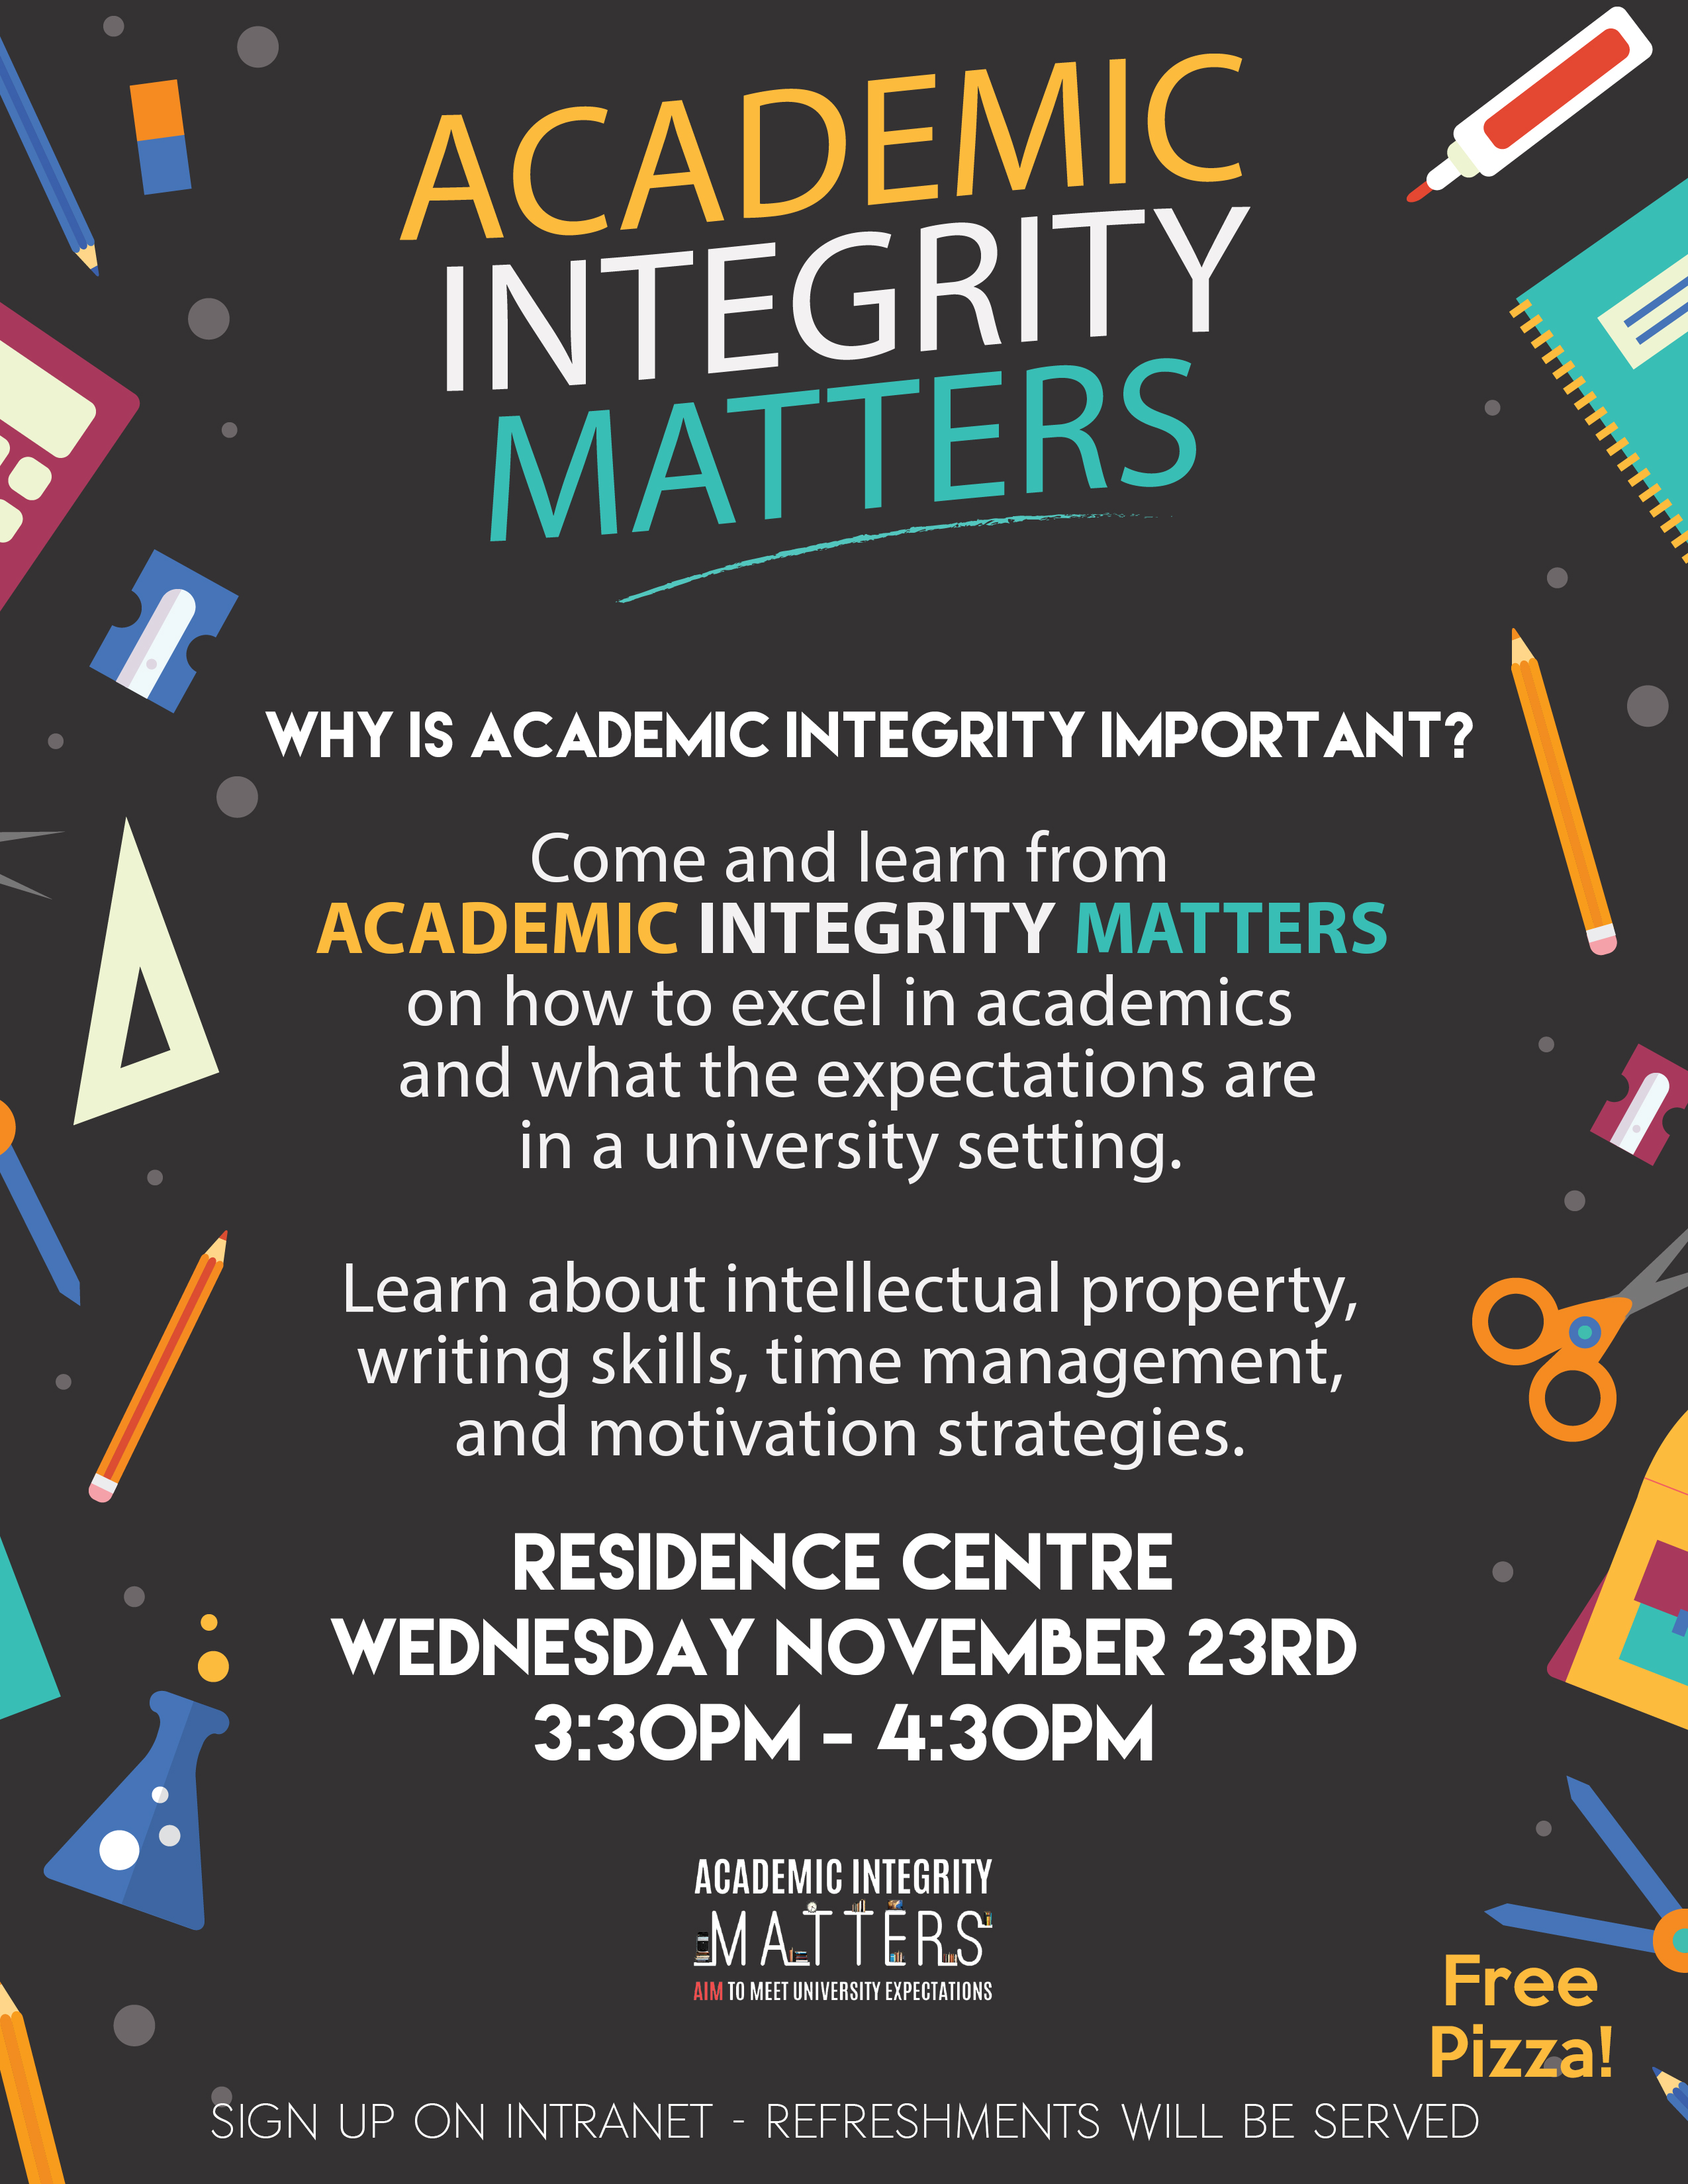 ACADEMIC
INTEGRITY
MATTERS
WHY IS ACADEMIC INTEGRITY IMPORTANT?
Come and learn from
ACADEMIC INTEGRITY MATTERS
on how to excel in academics
and what the expectations are
in a university setting.
Learn about intellectual property,
writing skills, time management,
and motivation strategies.
RESIDENCE CENTRE
WEDNESDAY NOVEMBER 23RD
3:30PM - 4:30PM
ACADEMIC INTEGRITY
MATTERS
AIM TO MEET UNIVERSITY EXPECTATIONS
Free
Pizza!
SIGN UP ON INTRANET - REFRESHMENTS WILL BE SERVED